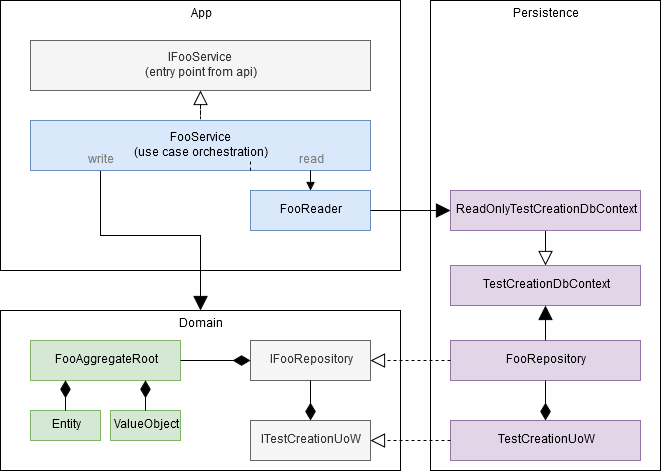 App
Persistence
IFooService
(entry point from api)
FooService
(use case orchestration)
write
read
FooReader
ReadOnlyTestCreationDbContext
TestCreationDbContext
Domain
FooAggregateRoot
IFooRepository
FooRepository
Entity
ValueObject
ITestCreationUoW
TestCreationUoW